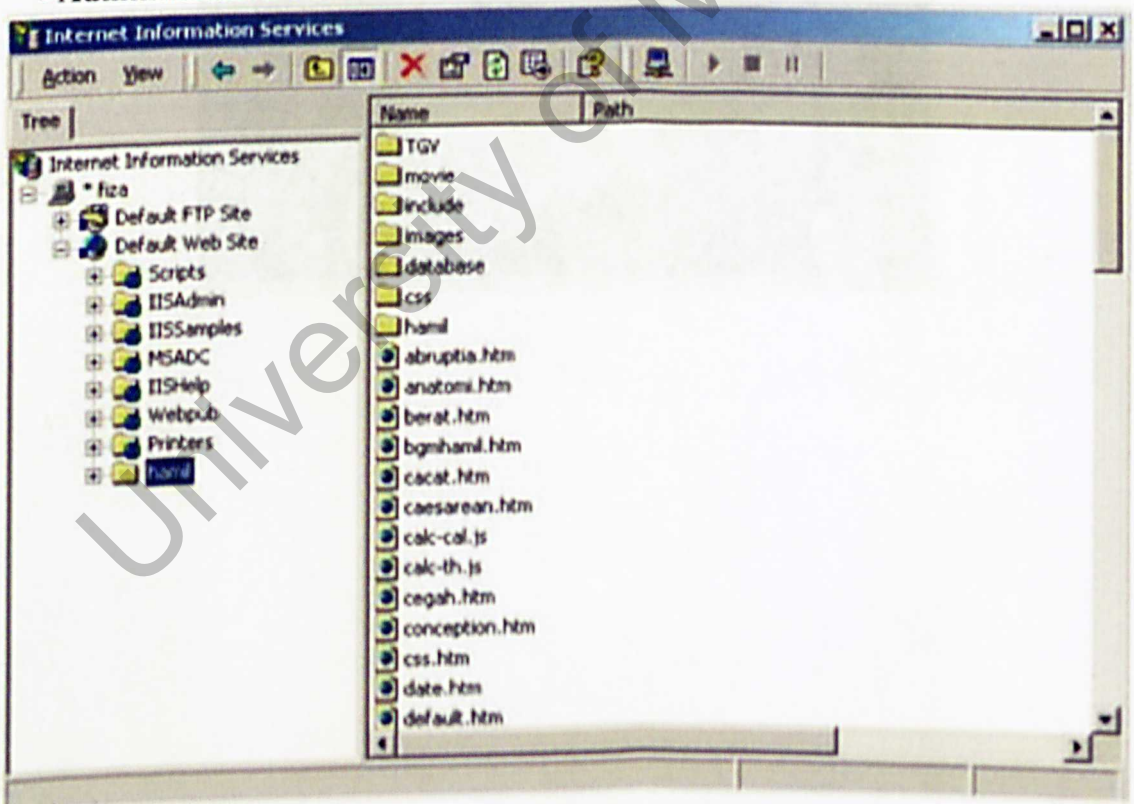 Internet Information Services
Action View
Tree
Name Path
Internet Information Services
* fiza
Default FTP Site
Default Web Site
Scripts
IISAdmin
IISSamples
MSADC
IISHelp
Webpub
Printers
hamil
TGV
movie
include
images
database
css
hamil
abruptia.htm
anatomi.htm
berat.htm
bgmhamil.htm
cacat.htm
caesarean.htm
calc-cal.js
calc-th.js
cegah.htm
conception.htm
css.htm
date.htm
default.htm
University of